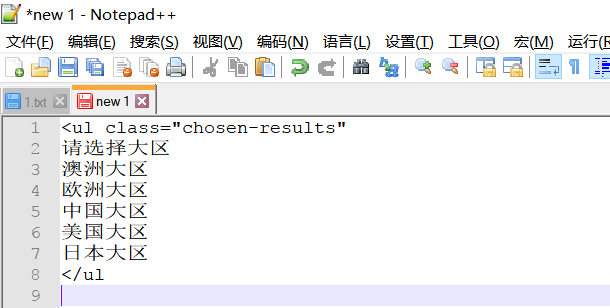 *new 1 - Notepad++
文件(F) 编辑(E) 搜索(S) 视图(V) 编码(N) 语言(L) 设置(T) 工具(O) 宏(M) 运行(R
1.txt new 1
1 <ul class="chosen-results"
2 请选择大区
3 澳洲大区
4 欧洲大区
5 中国大区
6 美国大区
7 日本大区
8 </ul
9